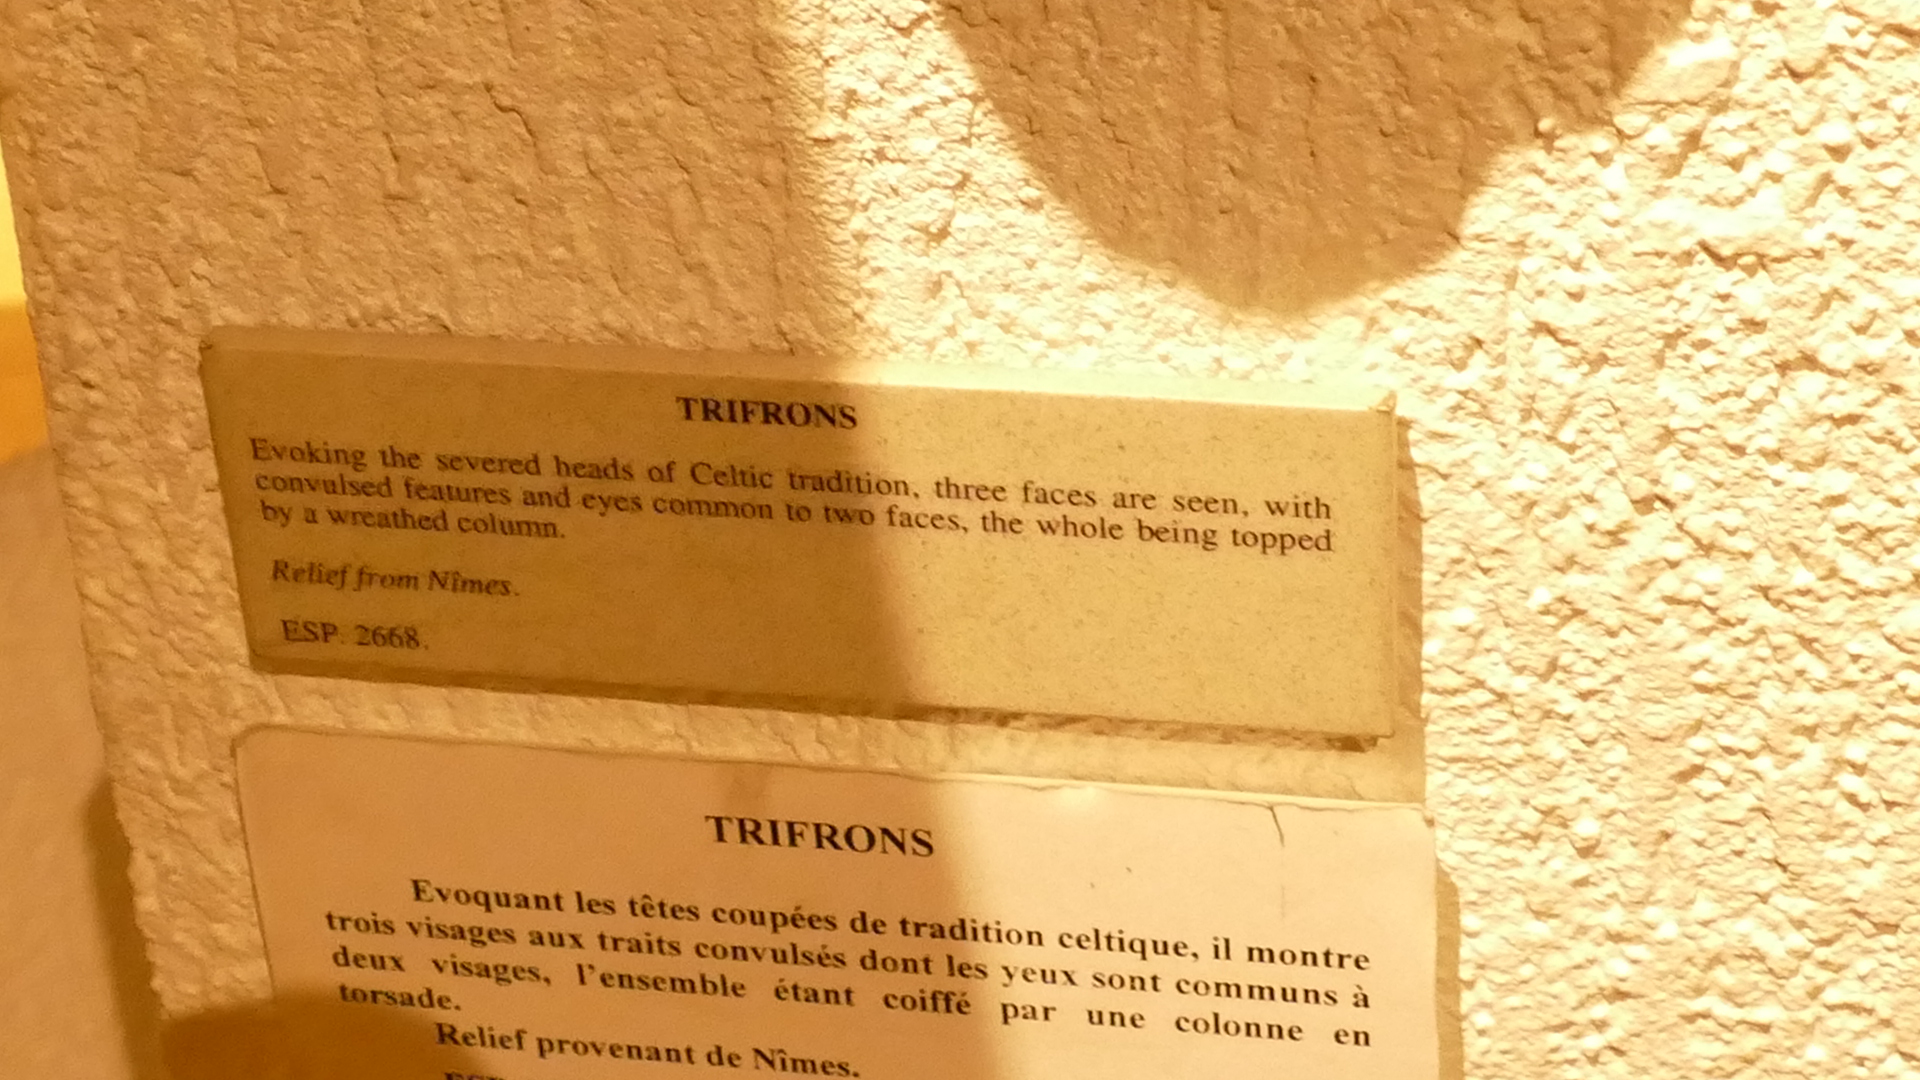 TRIFRONS
Evoking the severed heads of Celtic tradition, three faces are seen, with
convulsed features and eyes common to two faces, the whole being topped
by a wreathed column.
Relief from Nîmes.
ESP. 2668.
TRIFRONS
Evoquant les têtes coupées de tradition celtique, il montre
trois visages aux traits convulsés dont les yeux sont communs à
deux visages, l'ensemble étant coiffé par une colonne en
torsade.
Relief provenant de Nîmes.